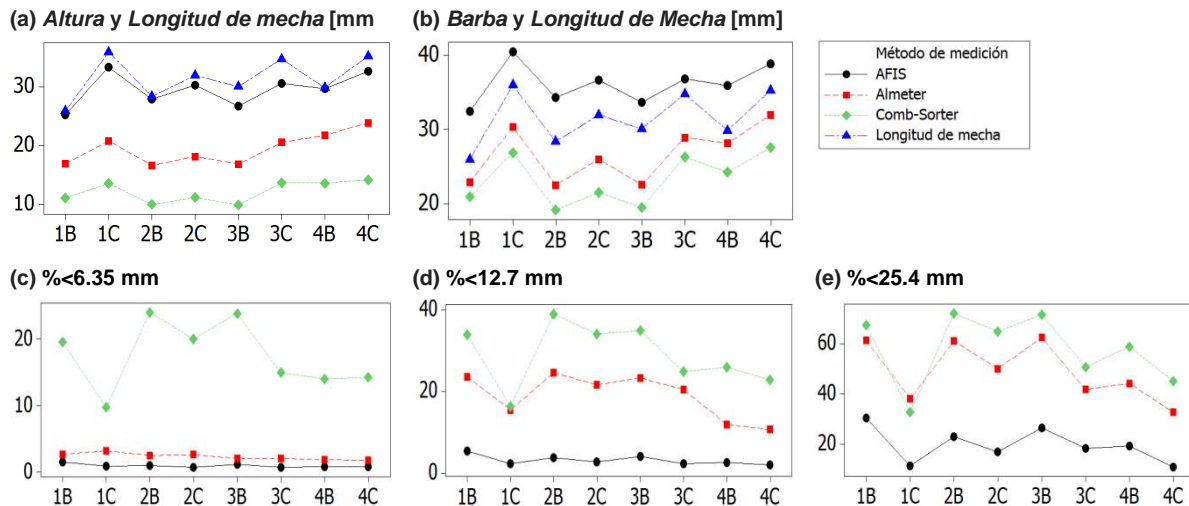 (a) Altura y Longitud de mecha [mm
(b) Barba y Longitud de Mecha [mm]
30
20
10
1B 1C 2B 2C 3B 3C 4B 4C
40
30
20
1B 1C 2B 2C 3B 3C 4B 4C
Método de medición
AFIS
Almeter
Comb-Sorter
Longitud de mecha
(c) %<6.35 mm
(d) %<12.7 mm
(e) %<25.4 mm
20
10
0
1B 1C 2B 2C 3B 3C 4B 4C
40
20
0
1B 1C 2B 2C 3B 3C 4B 4C
60
40
20
1B 1C 2B 2C 3B 3C 4B 4C